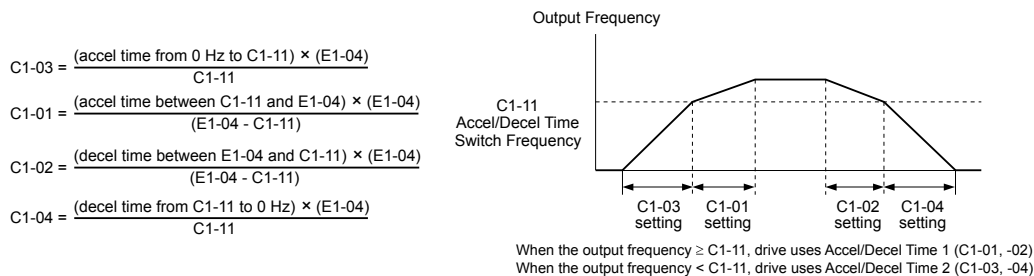 C1-03 = (accel time from 0 Hz to C1-11) × (E1-04)
C1-11
C1-01 = (accel time between C1-11 and E1-04) × (E1-04)
(E1-04 - C1-11)
C1-02 = (decel time between E1-04 and C1-11) × (E1-04)
(E1-04 - C1-11)
C1-04 = (decel time from C1-11 to 0 Hz) × (E1-04)
C1-11
Output Frequency
C1-11
Accel/Decel Time
Switch Frequency
C1-03 setting
C1-01 setting
C1-02 setting
C1-04 setting
When the output frequency ≥ C1-11, drive uses Accel/Decel Time 1 (C1-01, -02)
When the output frequency < C1-11, drive uses Accel/Decel Time 2 (C1-03, -04)